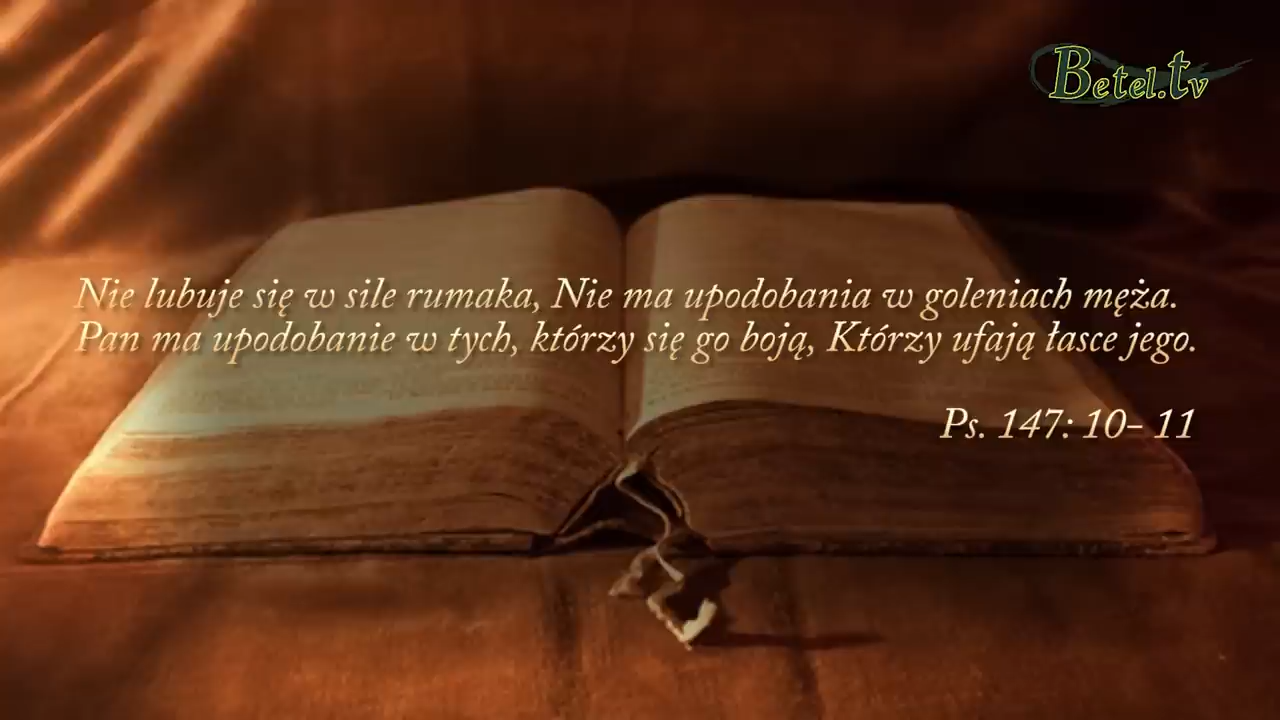 Betel.tv
Nie lubuje się w sile rumaka, Nie ma upodobania w goleniach męża.
Pan ma upodobanie w tych, którzy się go boją, Którzy ufają łasce jego.
Ps. 147: 10- 11